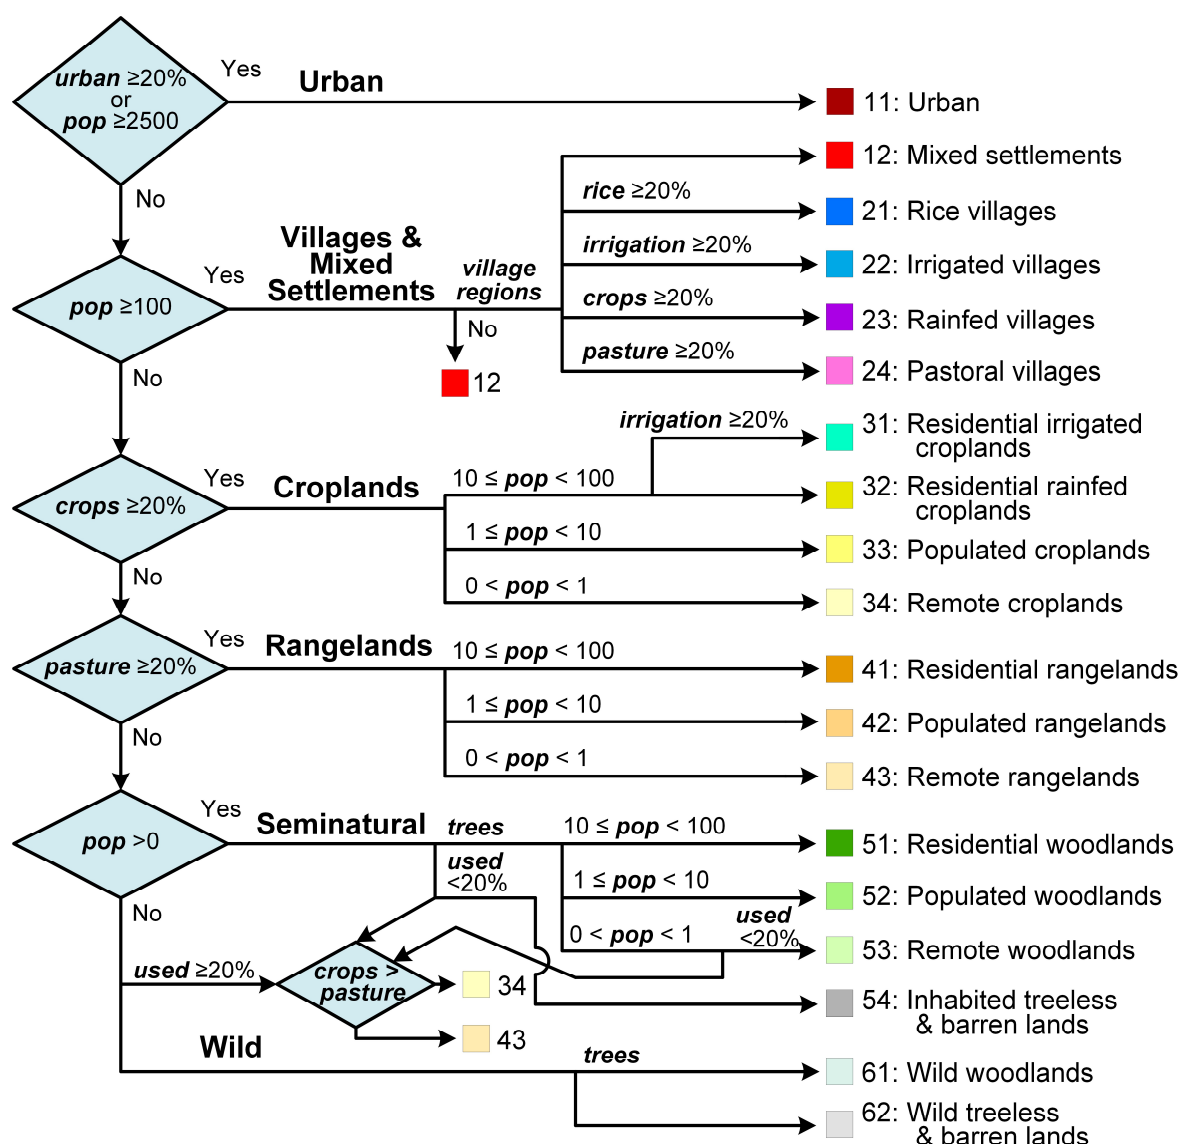 urban ≥20%
or
pop ≥2500
Yes
Urban
11: Urban
No
12: Mixed settlements
rice ≥20%
21: Rice villages
irrigation ≥20%
22: Irrigated villages
crops ≥20%
23: Rainfed villages
pasture ≥20%
24: Pastoral villages
pop ≥100
Yes
Villages &
Mixed
Settlements
village
regions
No
12
No
crops ≥20%
Yes
Croplands
irrigation ≥20%
31: Residential irrigated
croplands
10 ≤ pop < 100
32: Residential rainfed
croplands
1 ≤ pop < 10
33: Populated croplands
0 < pop < 1
34: Remote croplands
No
pasture ≥20%
Yes
Rangelands
10 ≤ pop < 100
41: Residential rangelands
1 ≤ pop < 10
42: Populated rangelands
0 < pop < 1
43: Remote rangelands
No
pop >0
Yes
Seminatural
trees
10 ≤ pop < 100
51: Residential woodlands
used
<20%
1 ≤ pop < 10
52: Populated woodlands
0 < pop < 1
used
<20%
53: Remote woodlands
No
used ≥20%
crops >
pasture
34
43
54: Inhabited treeless
& barren lands
Wild
trees
61: Wild woodlands
62: Wild treeless
& barren lands